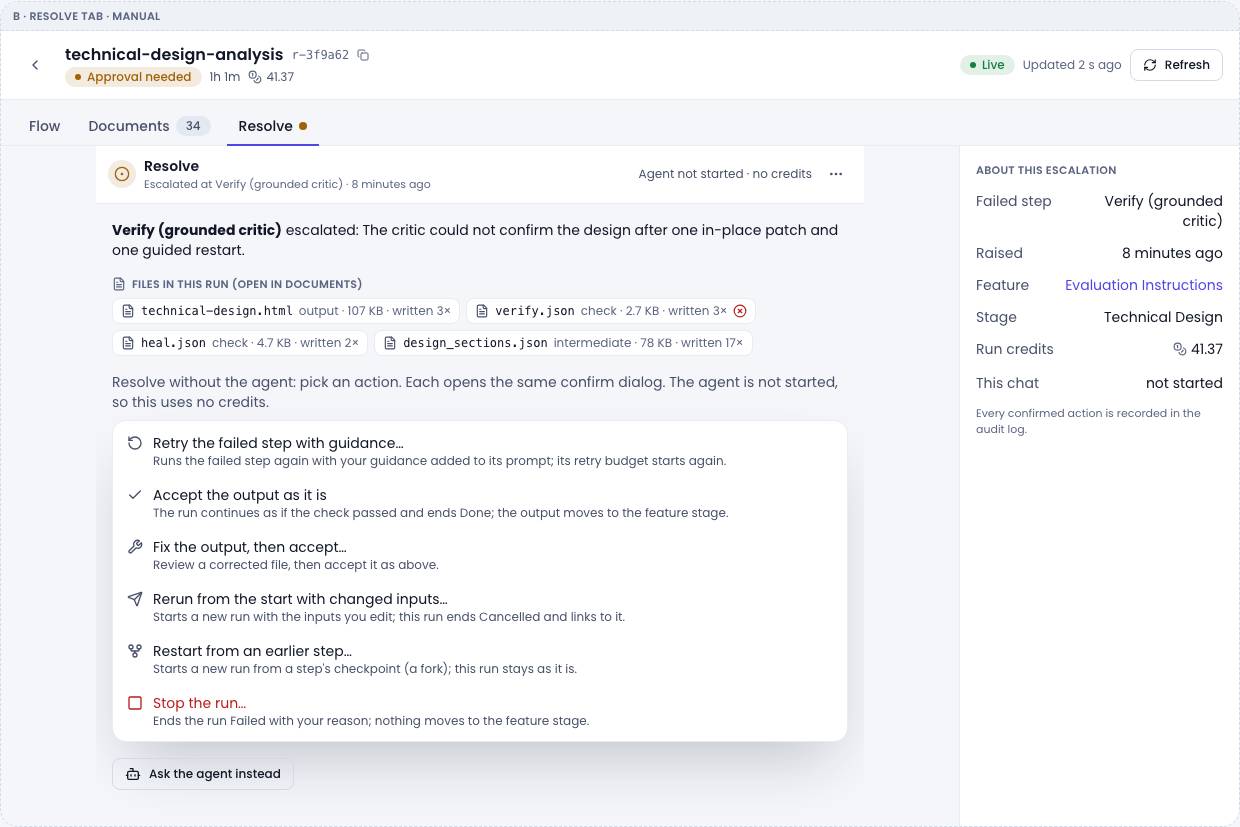 B · RESOLVE TAB · MANUAL
technical-design-analysis r-3f9a62
Approval needed 1h 1m 41.37
Live Updated 2 s ago Refresh
Flow Documents 34 Resolve
Resolve
Escalated at Verify (grounded critic) · 8 minutes ago
Agent not started · no credits
Verify (grounded critic) escalated: The critic could not confirm the design after one in-place patch and
one guided restart.
FILES IN THIS RUN (OPEN IN DOCUMENTS)
technical-design.html output · 107 KB · written 3×
verify.json check · 2.7 KB · written 3×
heal.json check · 4.7 KB · written 2×
design_sections.json intermediate · 78 KB · written 17×
Resolve without the agent: pick an action. Each opens the same confirm dialog. The agent is not started,
so this uses no credits.
Retry the failed step with guidance…
Runs the failed step again with your guidance added to its prompt; its retry budget starts again.
Accept the output as it is
The run continues as if the check passed and ends Done; the output moves to the feature stage.
Fix the output, then accept…
Review a corrected file, then accept it as above.
Rerun from the start with changed inputs…
Starts a new run with the inputs you edit; this run ends Cancelled and links to it.
Restart from an earlier step…
Starts a new run from a step's checkpoint (a fork); this run stays as it is.
Stop the run…
Ends the run Failed with your reason; nothing moves to the feature stage.
Ask the agent instead
ABOUT THIS ESCALATION
Failed step Verify (grounded
critic)
Raised 8 minutes ago
Feature Evaluation Instructions
Stage Technical Design
Run credits 41.37
This chat not started
Every confirmed action is recorded in the
audit log.